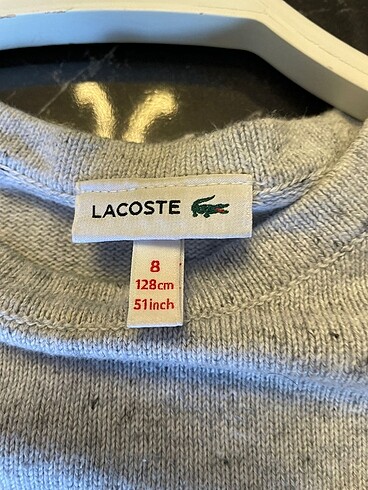 LACOSTE
8
128cm
51inch